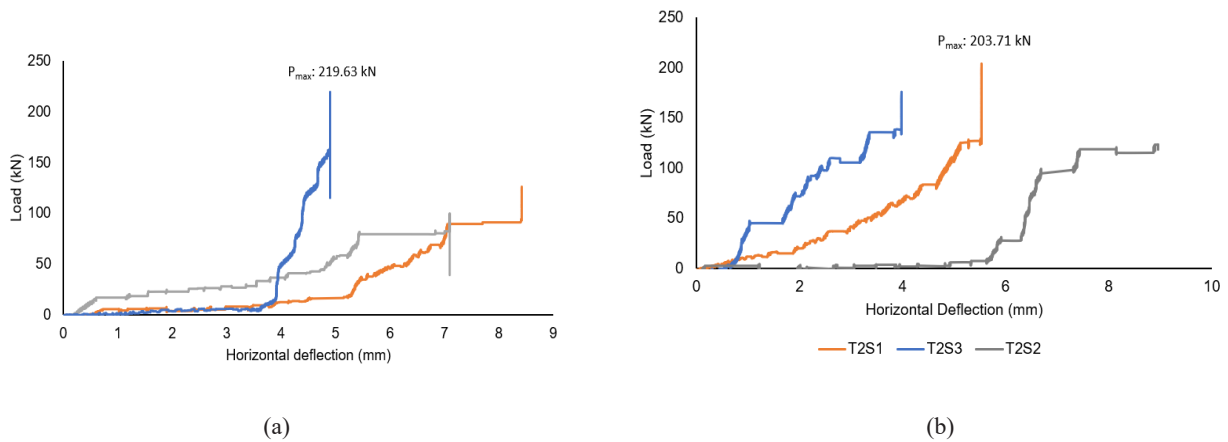 P_max: 219.63 kN
250
200
150
100
50
0
Load (kN)
0 1 2 3 4 5 6 7 8 9
Horizontal deflection (mm)
(a)
P_max: 203.71 kN
250
200
150
100
50
0
Load (kN)
0 2 4 6 8 10
Horizontal Deflection (mm)
T2S1 T2S3 T2S2
(b)